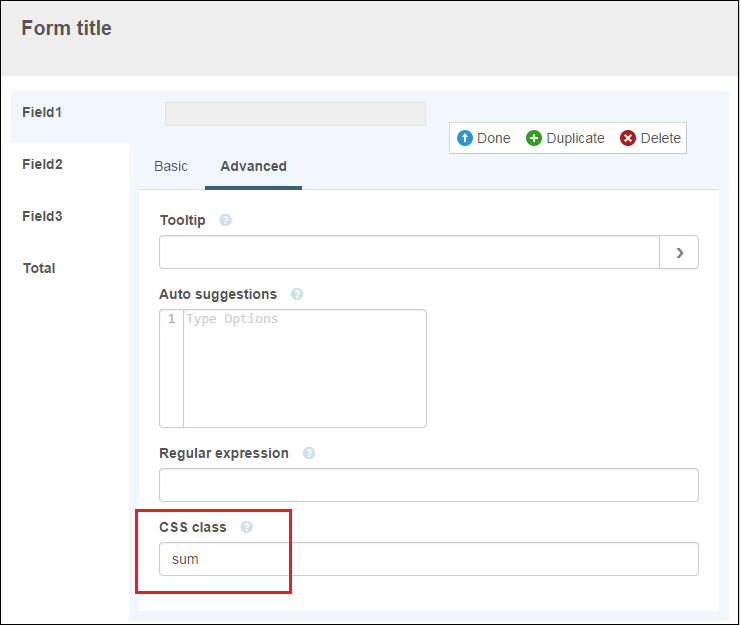 Form title
Field1
Done Duplicate Delete
Field2
Basic Advanced
Field3
Tooltip ?
Total
Auto suggestions ?
1 Type Options
Regular expression ?
CSS class ?
sum